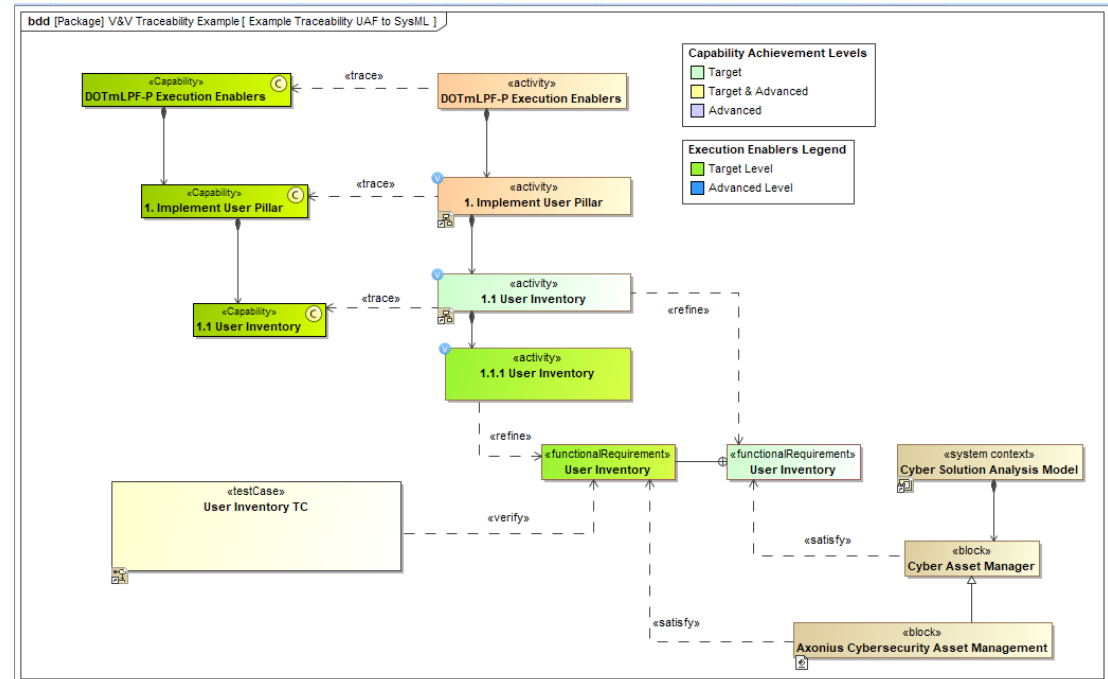 bdd [Package] V&V Traceability Example [ Example Traceability UAF to SysML ]
«Capability»
DOTmLPF-P Execution Enablers
C
«trace»
«activity»
DOTmLPF-P Execution Enablers
Capability Achievement Levels
Target
Target & Advanced
Advanced
Execution Enablers Legend
Target Level
Advanced Level
«Capability»
1. Implement User Pillar
C
«trace»
V
«activity»
1. Implement User Pillar
«Capability»
1.1 User Inventory
C
«trace»
V
«activity»
1.1 User Inventory
«refine»
V
«activity»
1.1.1 User Inventory
«refine»
«functionalRequirement»
User Inventory
«functionalRequirement»
User Inventory
«system context»
Cyber Solution Analysis Model
«testCase»
User Inventory TC
«verify»
«satisfy»
«block»
Cyber Asset Manager
«satisfy»
«block»
Axonius Cybersecurity Asset Management